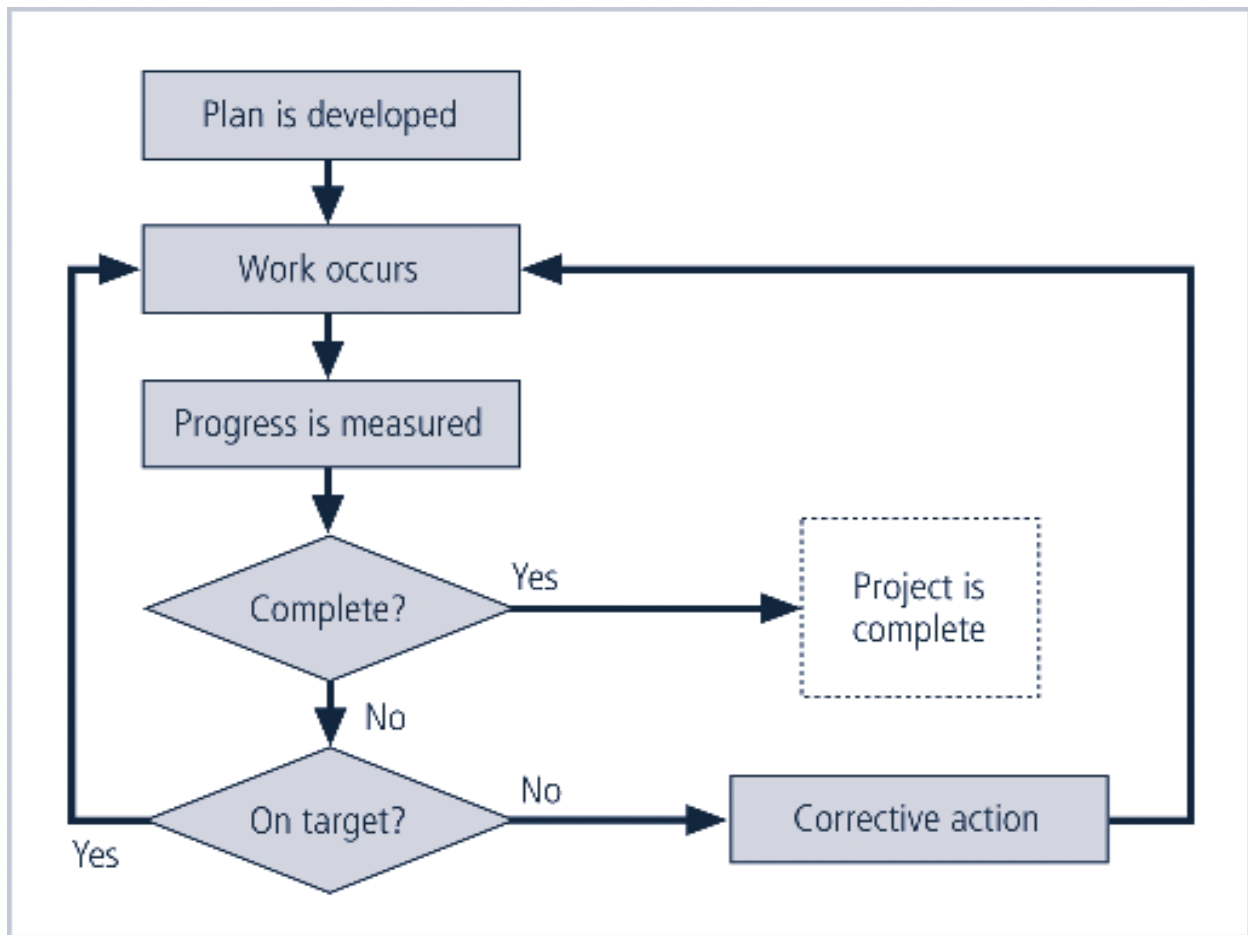 Plan is developed
Work occurs
Progress is measured
Complete?
Yes
Project is
complete
No
On target?
No
Corrective action
Yes